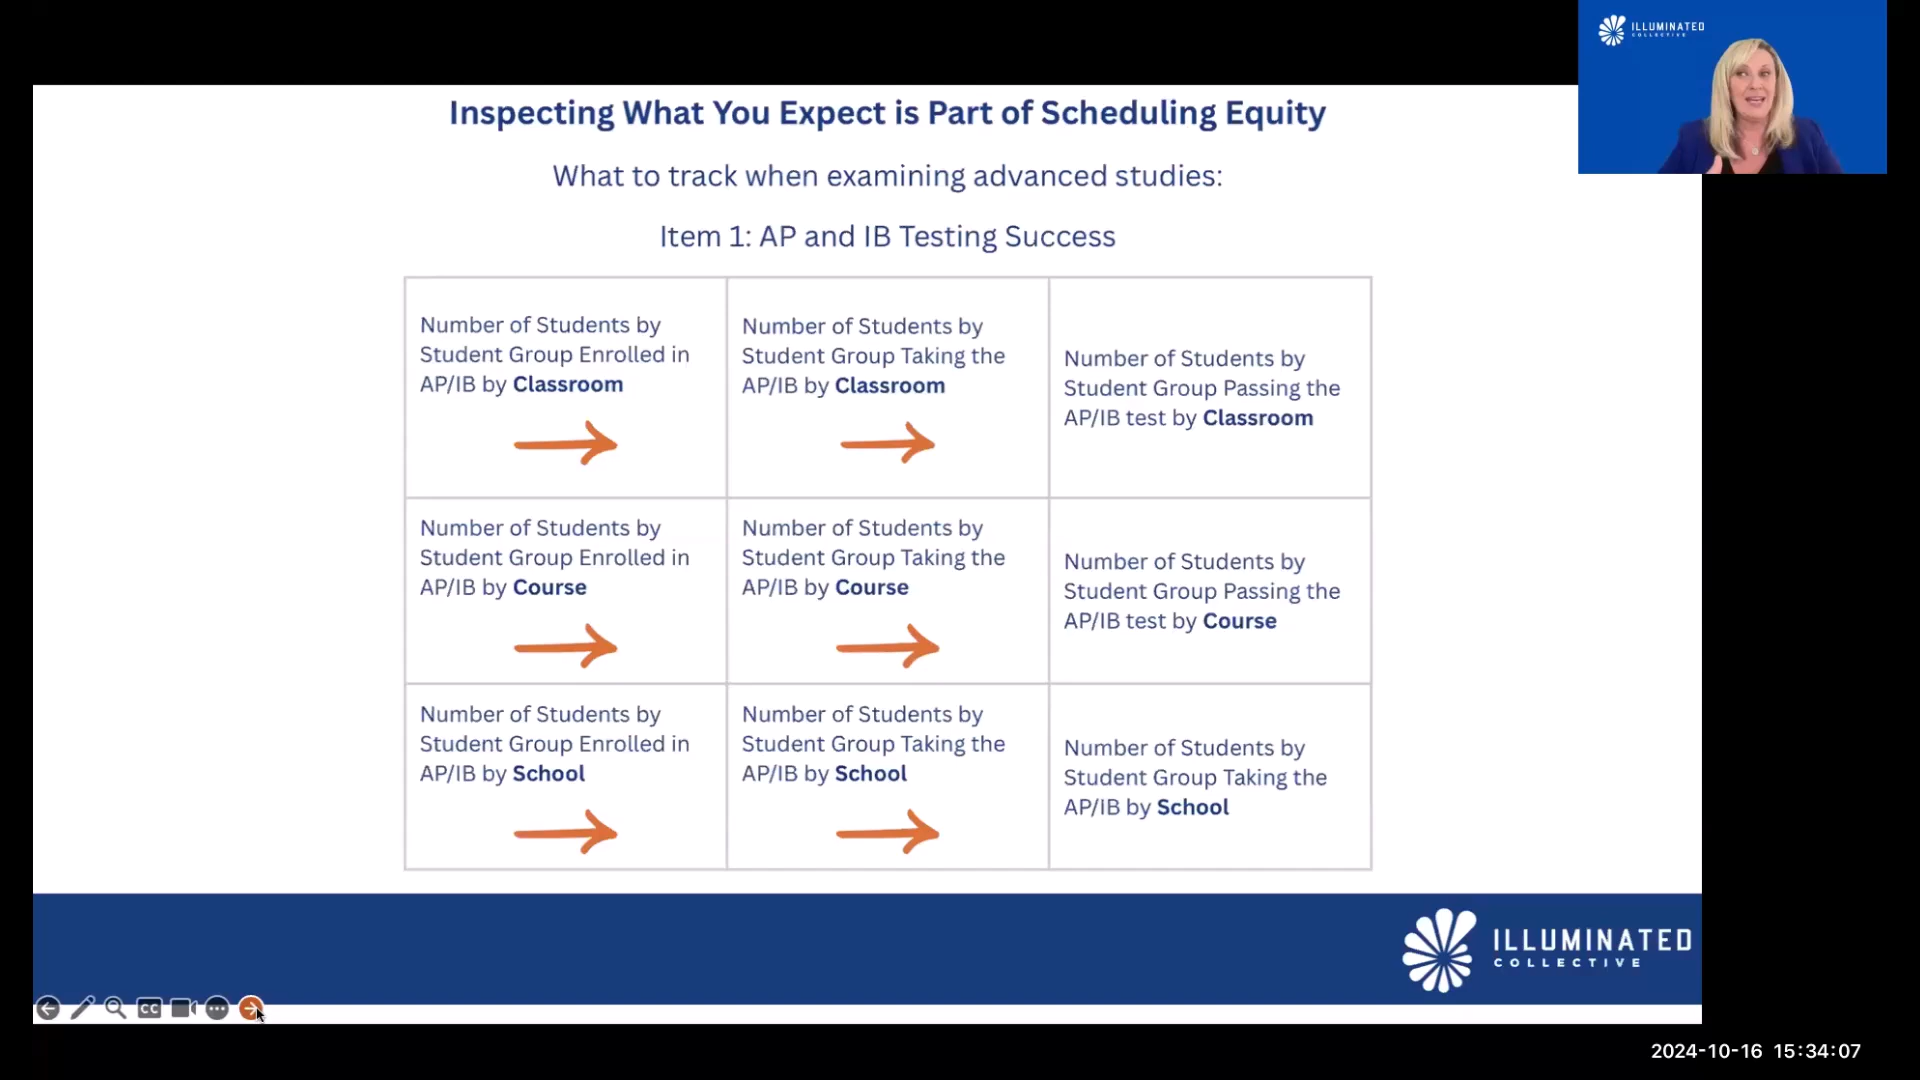 ILLUMINATED
COLLECTIVE
Inspecting What You Expect is Part of Scheduling Equity
What to track when examining advanced studies:
Item 1: AP and IB Testing Success
Number of Students by
Student Group Enrolled in
AP/IB by Classroom
Number of Students by
Student Group Taking the
AP/IB by Classroom
Number of Students by
Student Group Passing the
AP/IB test by Classroom
Number of Students by
Student Group Enrolled in
AP/IB by Course
Number of Students by
Student Group Taking the
AP/IB by Course
Number of Students by
Student Group Passing the
AP/IB test by Course
Number of Students by
Student Group Enrolled in
AP/IB by School
Number of Students by
Student Group Taking the
AP/IB by School
Number of Students by
Student Group Taking the
AP/IB by School
ILLUMINATED
COLLECTIVE
CC
2024-10-16 15:34:07